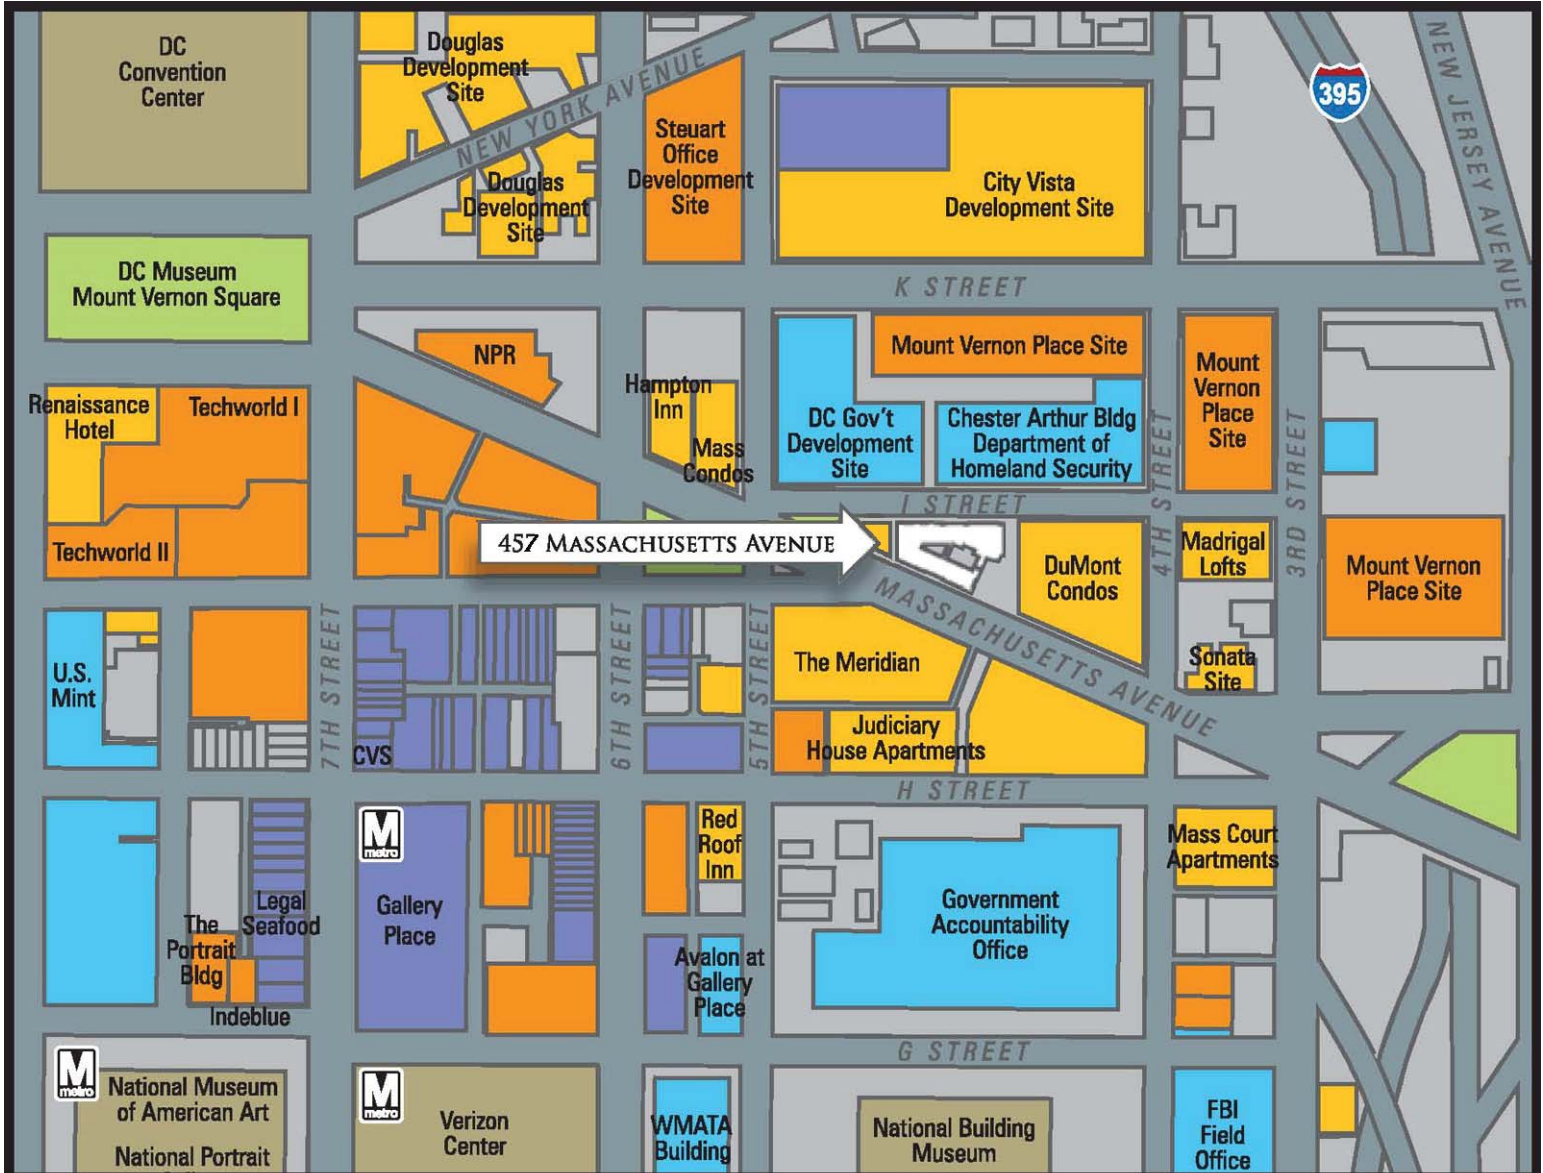 DC
Convention
Center
Douglas
Development
Site
NEW YORK AVENUE
Douglas
Development
Site
Steuart
Office
Development
Site
City Vista
Development Site
395
NEW JERSEY AVENUE
DC Museum
Mount Vernon Square
K STREET
NPR
Hampton
Inn
Mass
Condos
Mount Vernon Place Site
DC Gov't
Development
Site
Chester Arthur Bldg
Department of
Homeland Security
Mount
Vernon
Place
Site
Renaissance
Hotel
Techworld I
Techworld II
I STREET
4TH STREET
3RD STREET
457 MASSACHUSETTS AVENUE
DuMont
Condos
Madrigal
Lofts
Mount Vernon
Place Site
MASSACHUSETTS AVENUE
U.S.
Mint
7TH STREET
CVS
6TH STREET
5TH STREET
The Meridian
Judiciary
House Apartments
Sonata
Site
H STREET
M
metro
Gallery
Place
Red
Roof
Inn
Mass Court
Apartments
Legal
Seafood
The
Portrait
Bldg
Indeblue
Avalon at
Gallery
Place
Government
Accountability
Office
G STREET
M
metro
National Museum
of American Art
National Portrait
M
metro
Verizon
Center
WMATA
Building
National Building
Museum
FBI
Field
Office